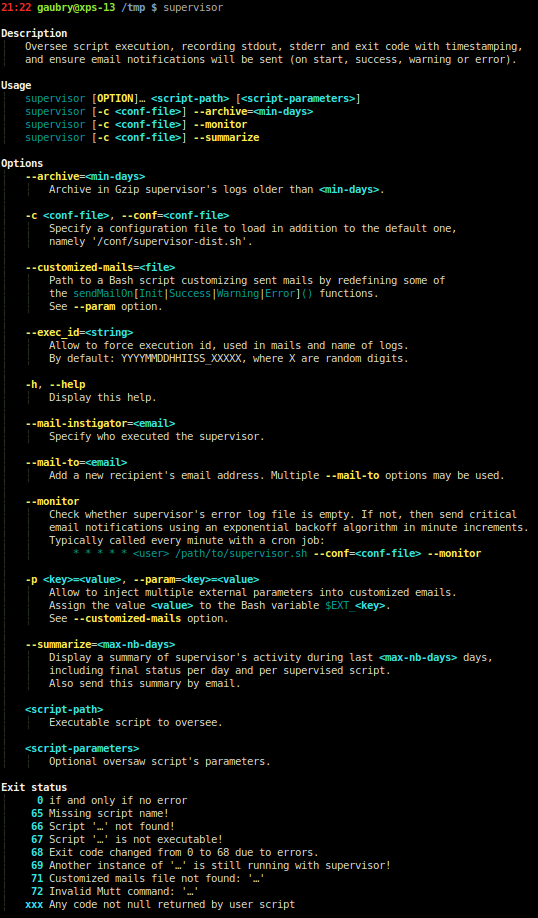 21:22 gaubry@xps-13 /tmp $ supervisor
Description
Oversee script execution, recording stdout, stderr and exit code with timestamping,
and ensure email notifications will be sent (on start, success, warning or error).
Usage
supervisor [OPTION]… <script-path> [<script-parameters>]
supervisor [-c <conf-file>] --archive=<min-days>
supervisor [-c <conf-file>] --monitor
supervisor [-c <conf-file>] --summarize
Options
--archive=<min-days>
Archive in Gzip supervisor's logs older than <min-days>.
-c <conf-file>, --conf=<conf-file>
Specify a configuration file to load in addition to the default one,
namely '/conf/supervisor-dist.sh'.
--customized-mails=<file>
Path to a Bash script customizing sent mails by redefining some of
the sendMailOn[Init|Success|Warning|Error]() functions.
See --param option.
--exec_id=<string>
Allow to force execution id, used in mails and name of logs.
By default: YYYYMMDDHHIISS_XXXXX, where X are random digits.
-h, --help
Display this help.
--mail-instigator=<email>
Specify who executed the supervisor.
--mail-to=<email>
Add a new recipient's email address. Multiple --mail-to options may be used.
--monitor
Check whether supervisor's error log file is empty. If not, then send critical
email notifications using an exponential backoff algorithm in minute increments.
Typically called every minute with a cron job:
* * * * * <user> /path/to/supervisor.sh --conf=<conf-file> --monitor
-p <key>=<value>, --param=<key>=<value>
Allow to inject multiple external parameters into customized emails.
Assign the value <value> to the Bash variable $EXT_<key>.
See --customized-mails option.
--summarize=<max-nb-days>
Display a summary of supervisor's activity during last <max-nb-days> days,
including final status per day and per supervised script.
Also send this summary by email.
<script-path>
Executable script to oversee.
<script-parameters>
Optional oversaw script's parameters.
Exit status
0 if and only if no error
65 Missing script name!
66 Script '…' not found!
67 Script '…' is not executable!
68 Exit code changed from 0 to 68 due to errors.
69 Another instance of '…' is still running with supervisor!
71 Customized mails file not found: '…'
72 Invalid Mutt command: '…'
xxx Any code not null returned by user script